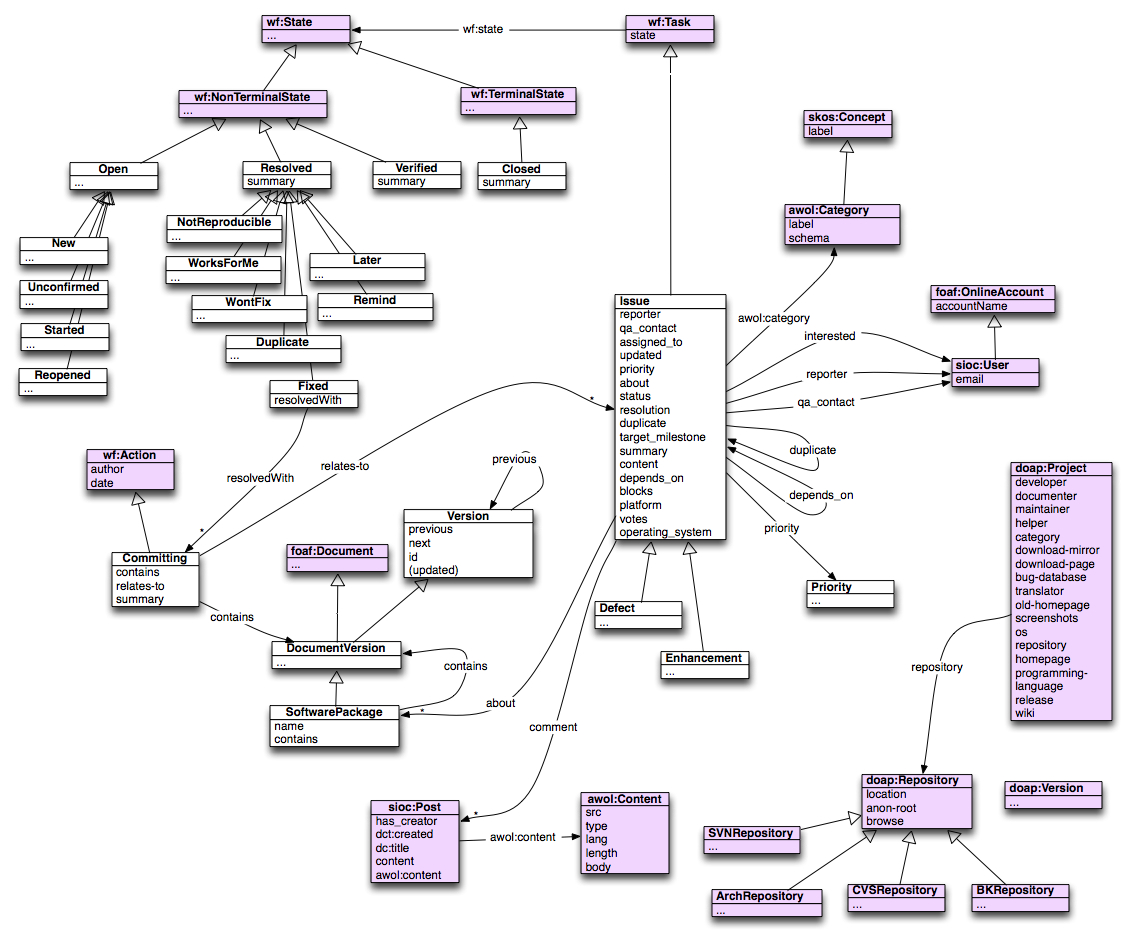 wf:State
...
wf:state
wf:Task
state
wf:NonTerminalState
...
wf:TerminalState
...
skos:Concept
label
Open
...
Resolved
summary
Verified
summary
Closed
summary
awol:Category
label
schema
New
...
Unconfirmed
...
Started
...
Reopened
...
NotReproducible
...
WorksForMe
...
WontFix
...
Duplicate
...
Later
...
Remind
...
Fixed
resolvedWith
Issue
reporter
qa_contact
assigned_to
updated
priority
about
status
resolution
duplicate
target_milestone
summary
content
depends_on
blocks
platform
votes
operating_system
awol:category
interested
reporter
qa_contact
duplicate
depends_on
priority
foaf:OnlineAccount
accountName
sioc:User
email
wf:Action
author
date
resolvedWith
*
relates-to
*
previous
Version
previous
next
id
(updated)
Committing
contains
relates-to
summary
foaf:Document
...
contains
DocumentVersion
...
contains
SoftwarePackage
name
contains
*
about
comment
*
Defect
...
Enhancement
...
Priority
...
doap:Project
developer
documenter
maintainer
helper
category
download-mirror
download-page
bug-database
translator
old-homepage
screenshots
os
repository
homepage
programming-
language
release
wiki
repository
sioc:Post
has_creator
dct:created
dc:title
content
awol:content
awol:content
awol:Content
src
type
lang
length
body
doap:Repository
location
anon-root
browse
doap:Version
...
SVNRepository
...
ArchRepository
...
CVSRepository
...
BKRepository
...